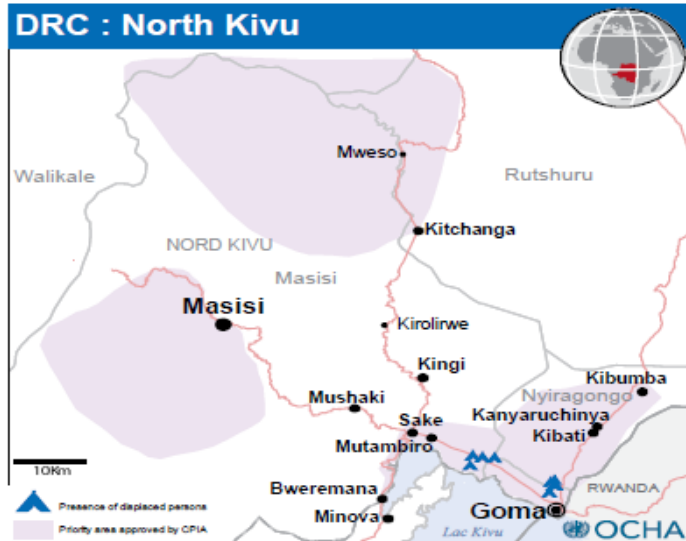 DRC : North Kivu
Mweso
Walikale
Rutshuru
Kitchanga
NORD KIVU
Masisi
Masisi
Kirolirwe
Kingi
Kibumba
Nyiragongo
Mushaki
Kanyaruchinya
Sake
Kibati
Mutambiro
10Km
Bweremana
RWANDA
Presence of displaced persons
Goma
Minova
OCHA
Priority area approved by CPIA
Lac Kivu